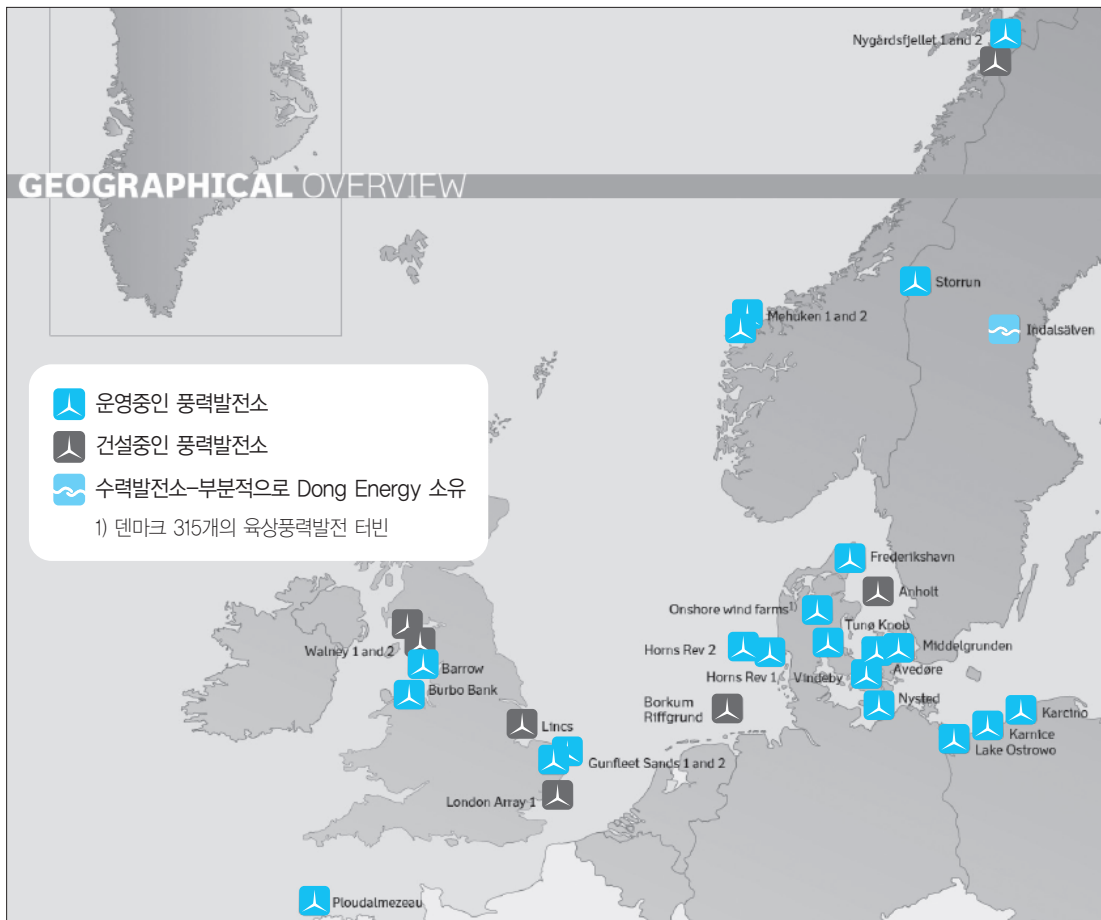 Nygårdsfjellet 1 and 2
GEOGRAPHICAL OVERVIEW
Storrun
Mehuken 1 and 2
Indalsälven
운영중인 풍력발전소
건설중인 풍력발전소
수력발전소-부분적으로 Dong Energy 소유
1) 덴마크 315개의 육상풍력발전 터빈
Frederikshavn
Anholt
Onshore wind farms1)
Tunø Knob
Walney 1 and 2
Horns Rev 2
Middelgrunden
Barrow
Avedøre
Horns Rev 1
Vindeby
Burbo Bank
Nysted
Borkum
Riffgrund
Karcino
Lincs
Karnice
Lake Ostrowo
Gunfleet Sands 1 and 2
London Array 1
Ploudalmezeau